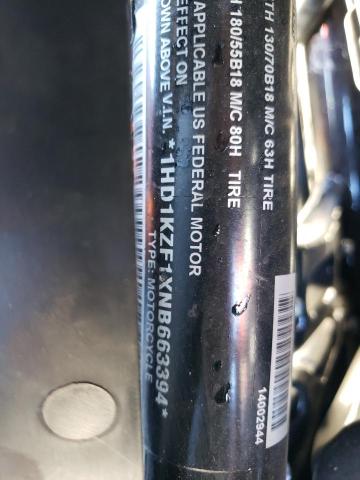 TH 130/70B18 M/C 63H TIRE
H 180/55B18 M/C 80H TIRE
APPLICABLE US FEDERAL MOTOR
EFFECT ON
OWN ABOVE V.I.N.
*1HD1KZF1XNB663394*
TYPE: MOTORCYCLE
14002944